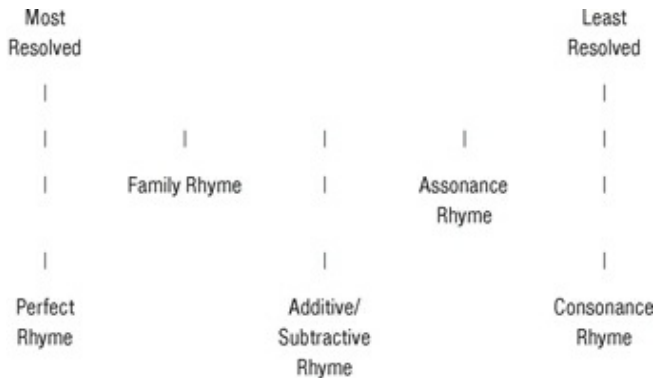 Most
Resolved
Least
Resolved
Family Rhyme
Assonance
Rhyme
Perfect
Rhyme
Additive/
Subtractive
Rhyme
Consonance
Rhyme